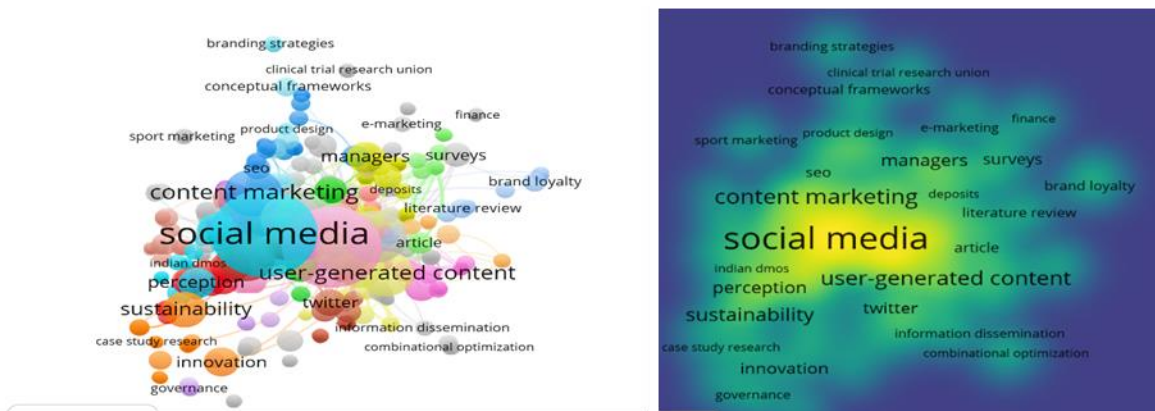 branding strategies
clinical trial research union
conceptual frameworks
finance
e-marketing
product design
sport marketing
managers
surveys
seo
brand loyalty
content marketing
deposits
literature review
social media
article
indian dmos
user-generated content
perception
twitter
sustainability
information dissemination
case study research
combinational optimization
innovation
governance
branding strategies
clinical trial research union
conceptual frameworks
finance
e-marketing
product design
sport marketing
managers
surveys
seo
brand loyalty
content marketing
deposits
literature review
social media
article
indian dmos
user-generated content
perception
twitter
sustainability
information dissemination
case study research
combinational optimization
innovation
governance